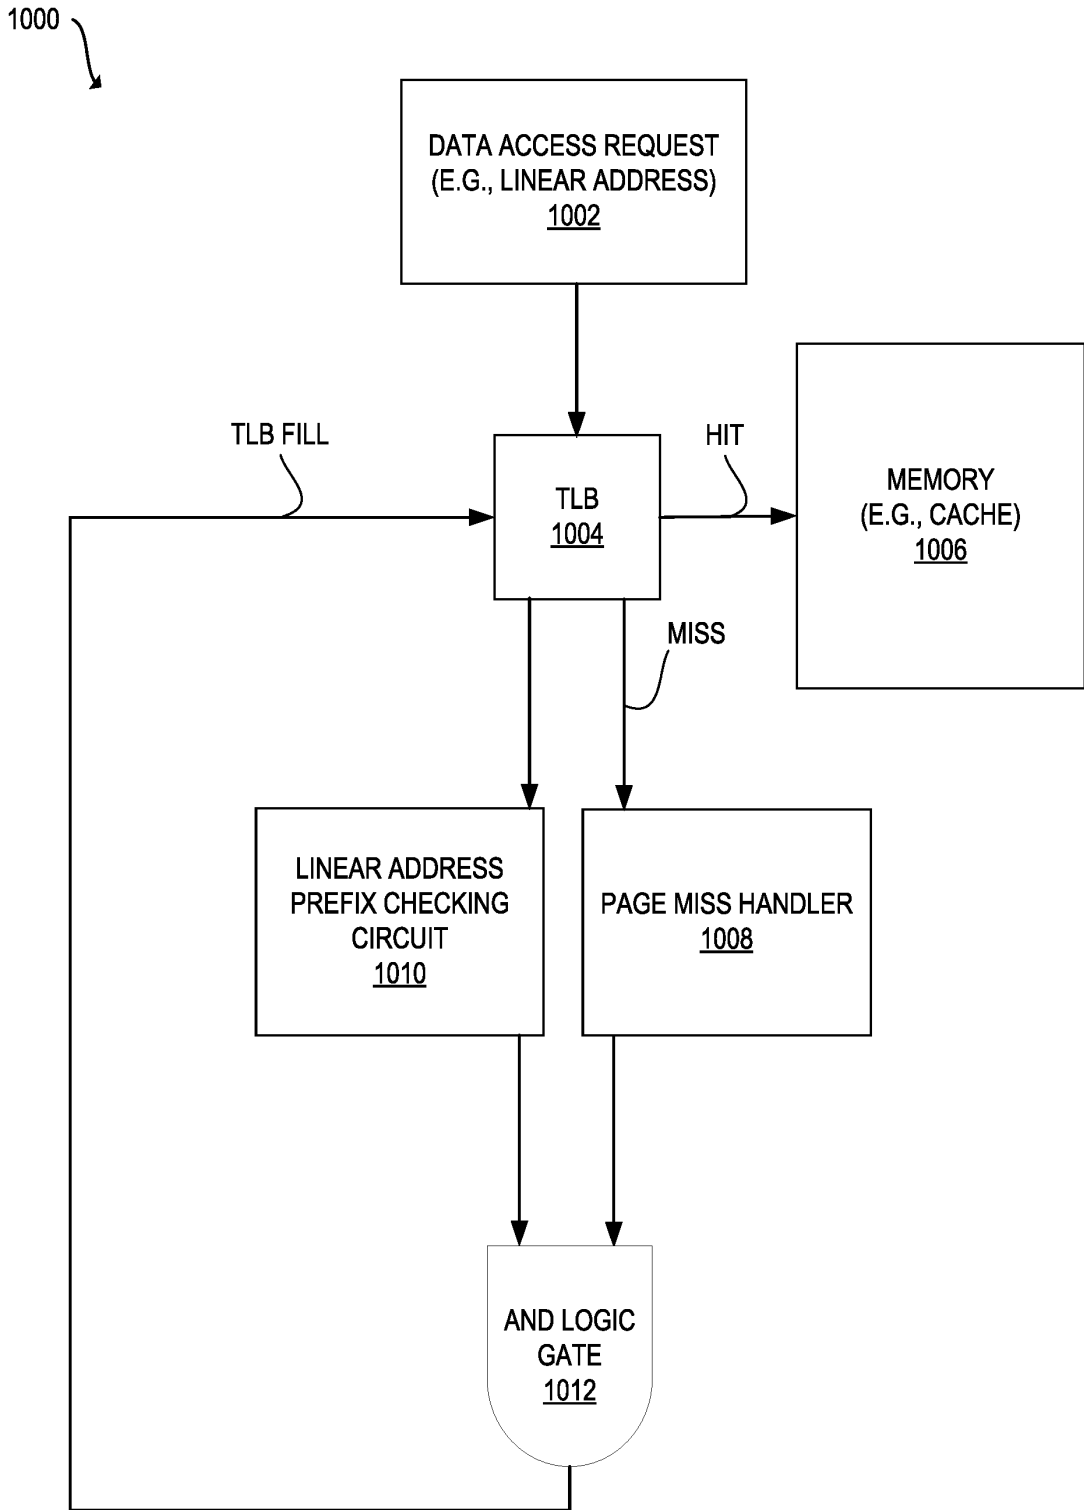 1000
DATA ACCESS REQUEST
(E.G., LINEAR ADDRESS)
1002
TLB FILL
HIT
TLB
1004
MEMORY
(E.G., CACHE)
1006
MISS
LINEAR ADDRESS
PREFIX CHECKING
CIRCUIT
1010
PAGE MISS HANDLER
1008
AND LOGIC
GATE
1012